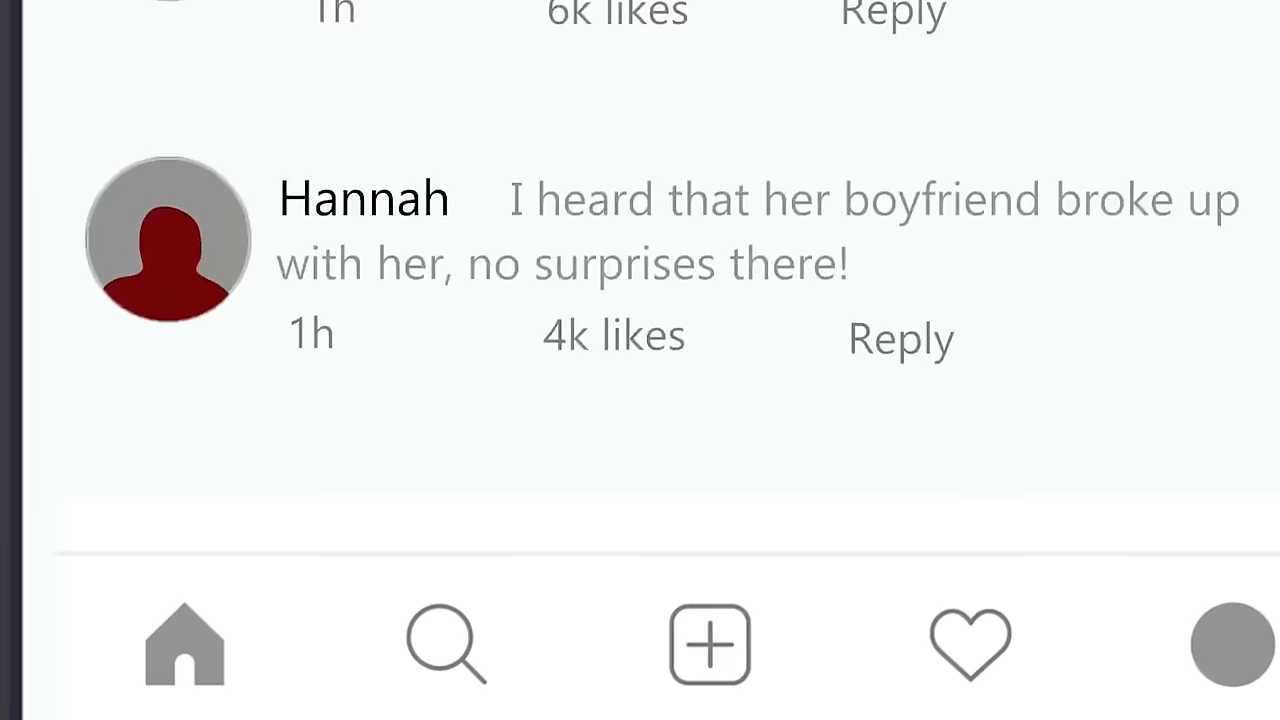 1h 6k likes Reply
Hannah I heard that her boyfriend broke up
with her, no surprises there!
1h 4k likes Reply